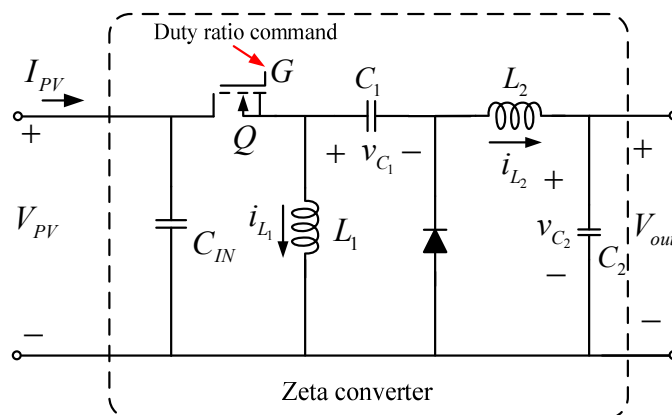 Duty ratio command
I_PV
G
C_1
L_2
+
Q
+ v_C1 −
i_L2
+
+
V_PV
C_IN
i_L1
L_1
v_C2
C_2
V_out
−
−
−
Zeta converter